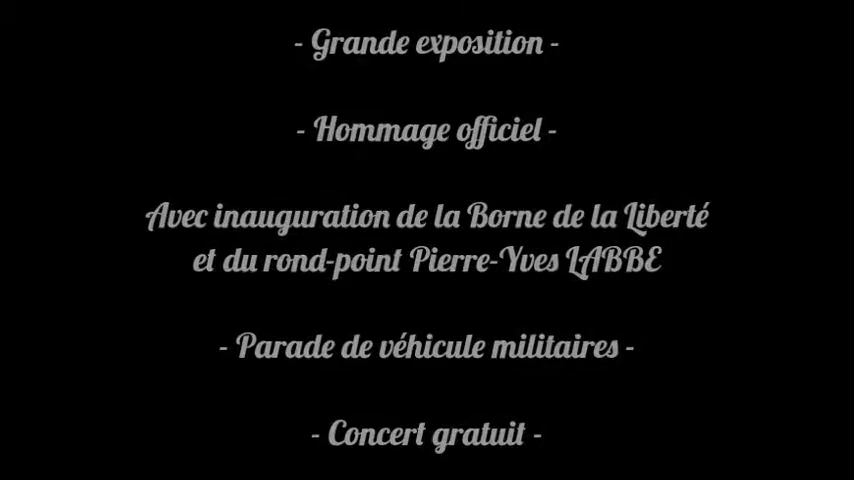 - Grande exposition -
- Hommage officiel -
Avec inauguration de la Borne de la Liberté
et du rond-point Pierre-Yves LABBE
- Parade de véhicule militaires -
- Concert gratuit -